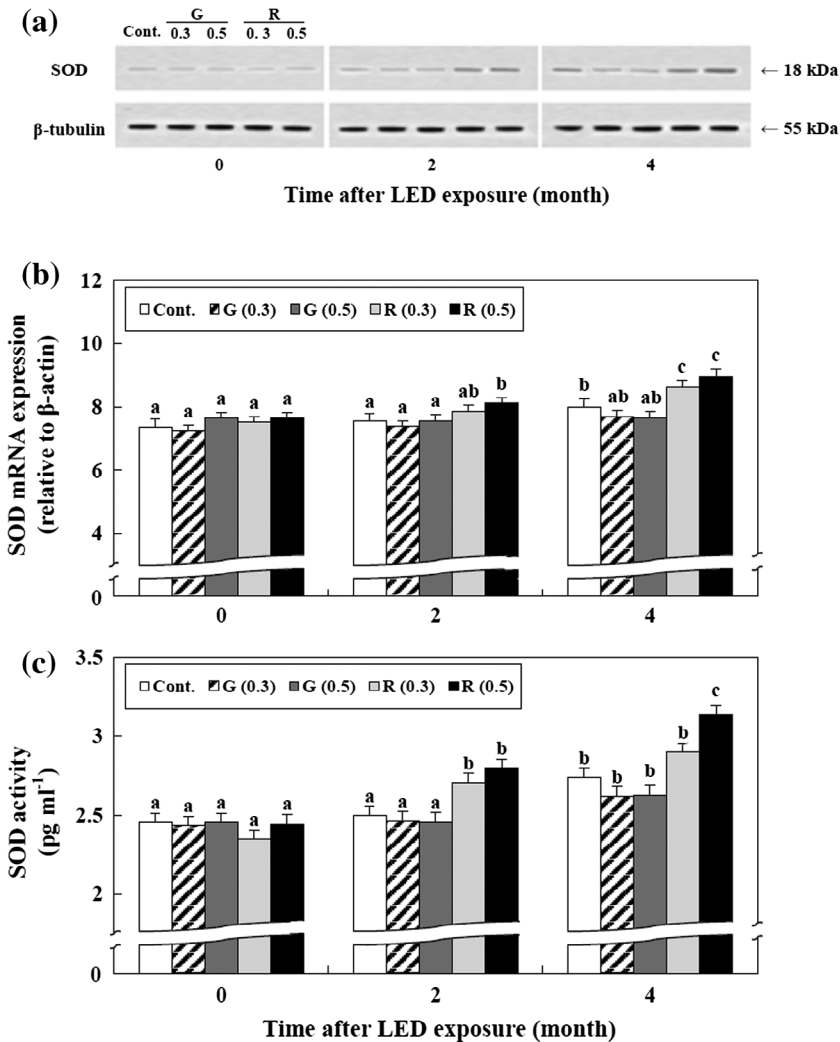 (a)
G R
Cont. 0.3 0.5 0. 3 0.5
SOD ← 18 kDa
β-tubulin ← 55 kDa
0 2 4
Time after LED exposure (month)
(b)
SOD mRNA expression
(relative to β-actin)
12
10
8
6
4
0
Cont. G (0.3) G (0.5) R (0.3) R (0.5)
a a a a a
a a a ab b
b ab ab c c
0 2 4
(c)
SOD activity
(pg ml-1)
3.5
3
2.5
2
0
Cont. G (0.3) G (0.5) R (0.3) R (0.5)
a a a a a
a a a b b
b b b b c
0 2 4
Time after LED exposure (month)